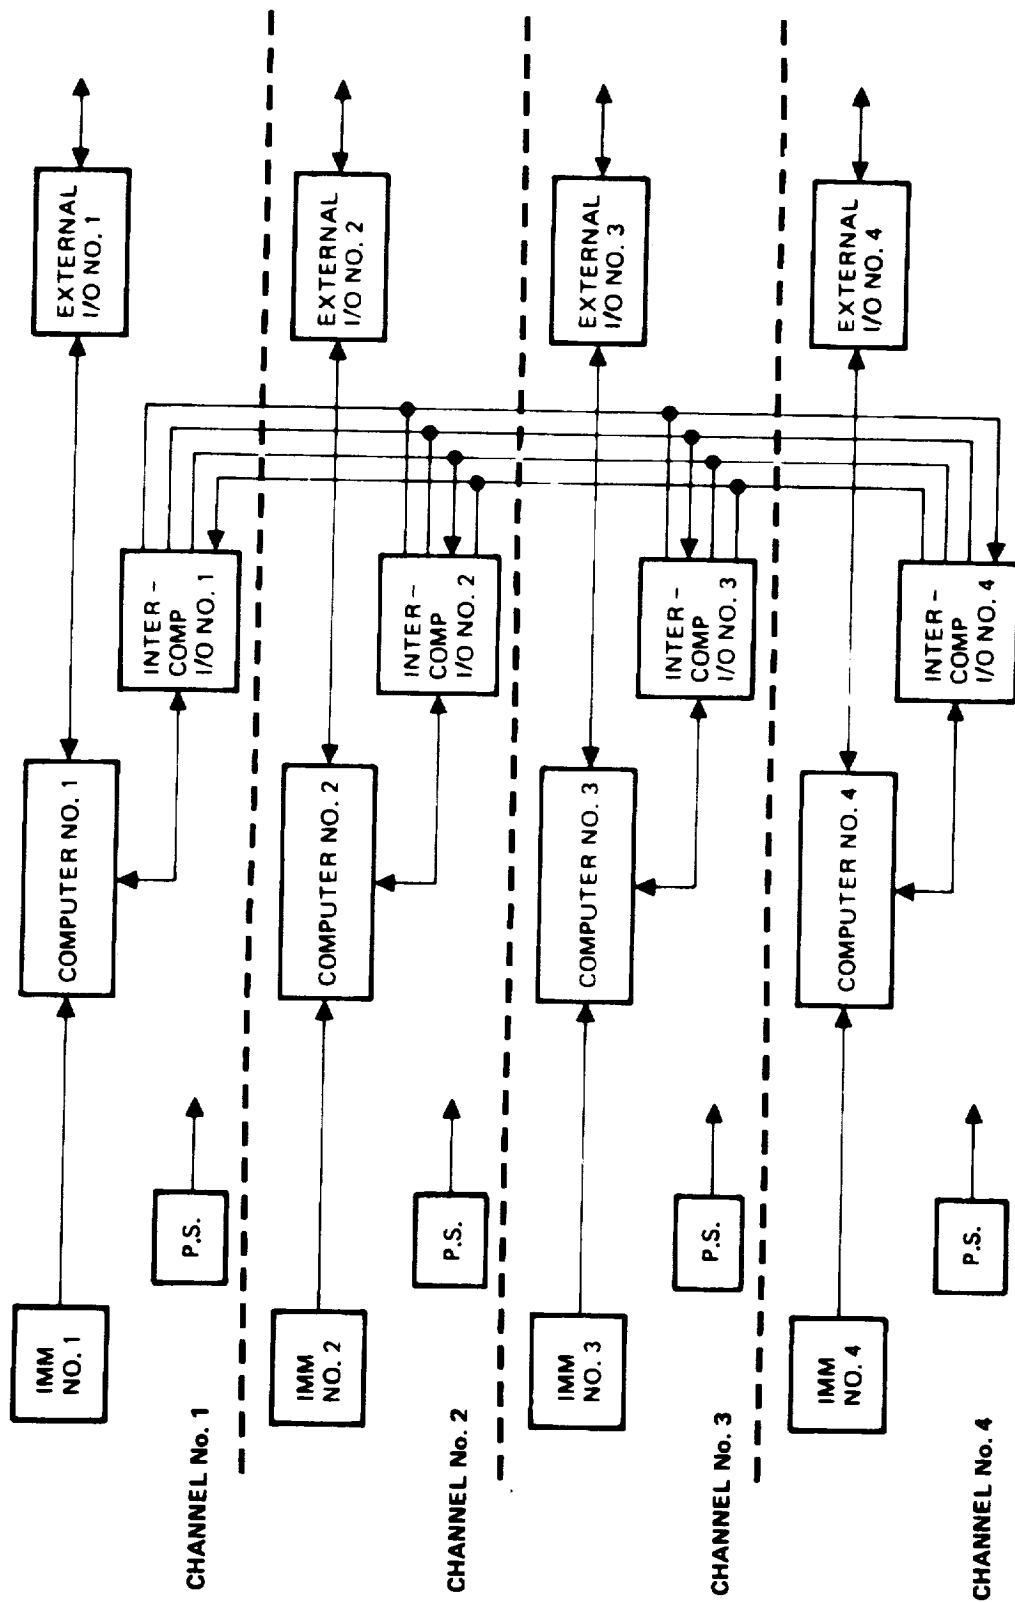 IMM
NO. 1
COMPUTER NO. 1
EXTERNAL
I/O NO. 1
P.S.
INTER-
COMP
I/O NO. 1
CHANNEL No. 1
IMM
NO. 2
COMPUTER NO. 2
EXTERNAL
I/O NO. 2
P.S.
INTER-
COMP
I/O NO. 2
CHANNEL No. 2
IMM
NO. 3
COMPUTER NO. 3
EXTERNAL
I/O NO. 3
P.S.
INTER-
COMP
I/O NO. 3
CHANNEL No. 3
IMM
NO. 4
COMPUTER NO. 4
EXTERNAL
I/O NO. 4
P.S.
INTER-
COMP
I/O NO. 4
CHANNEL No. 4